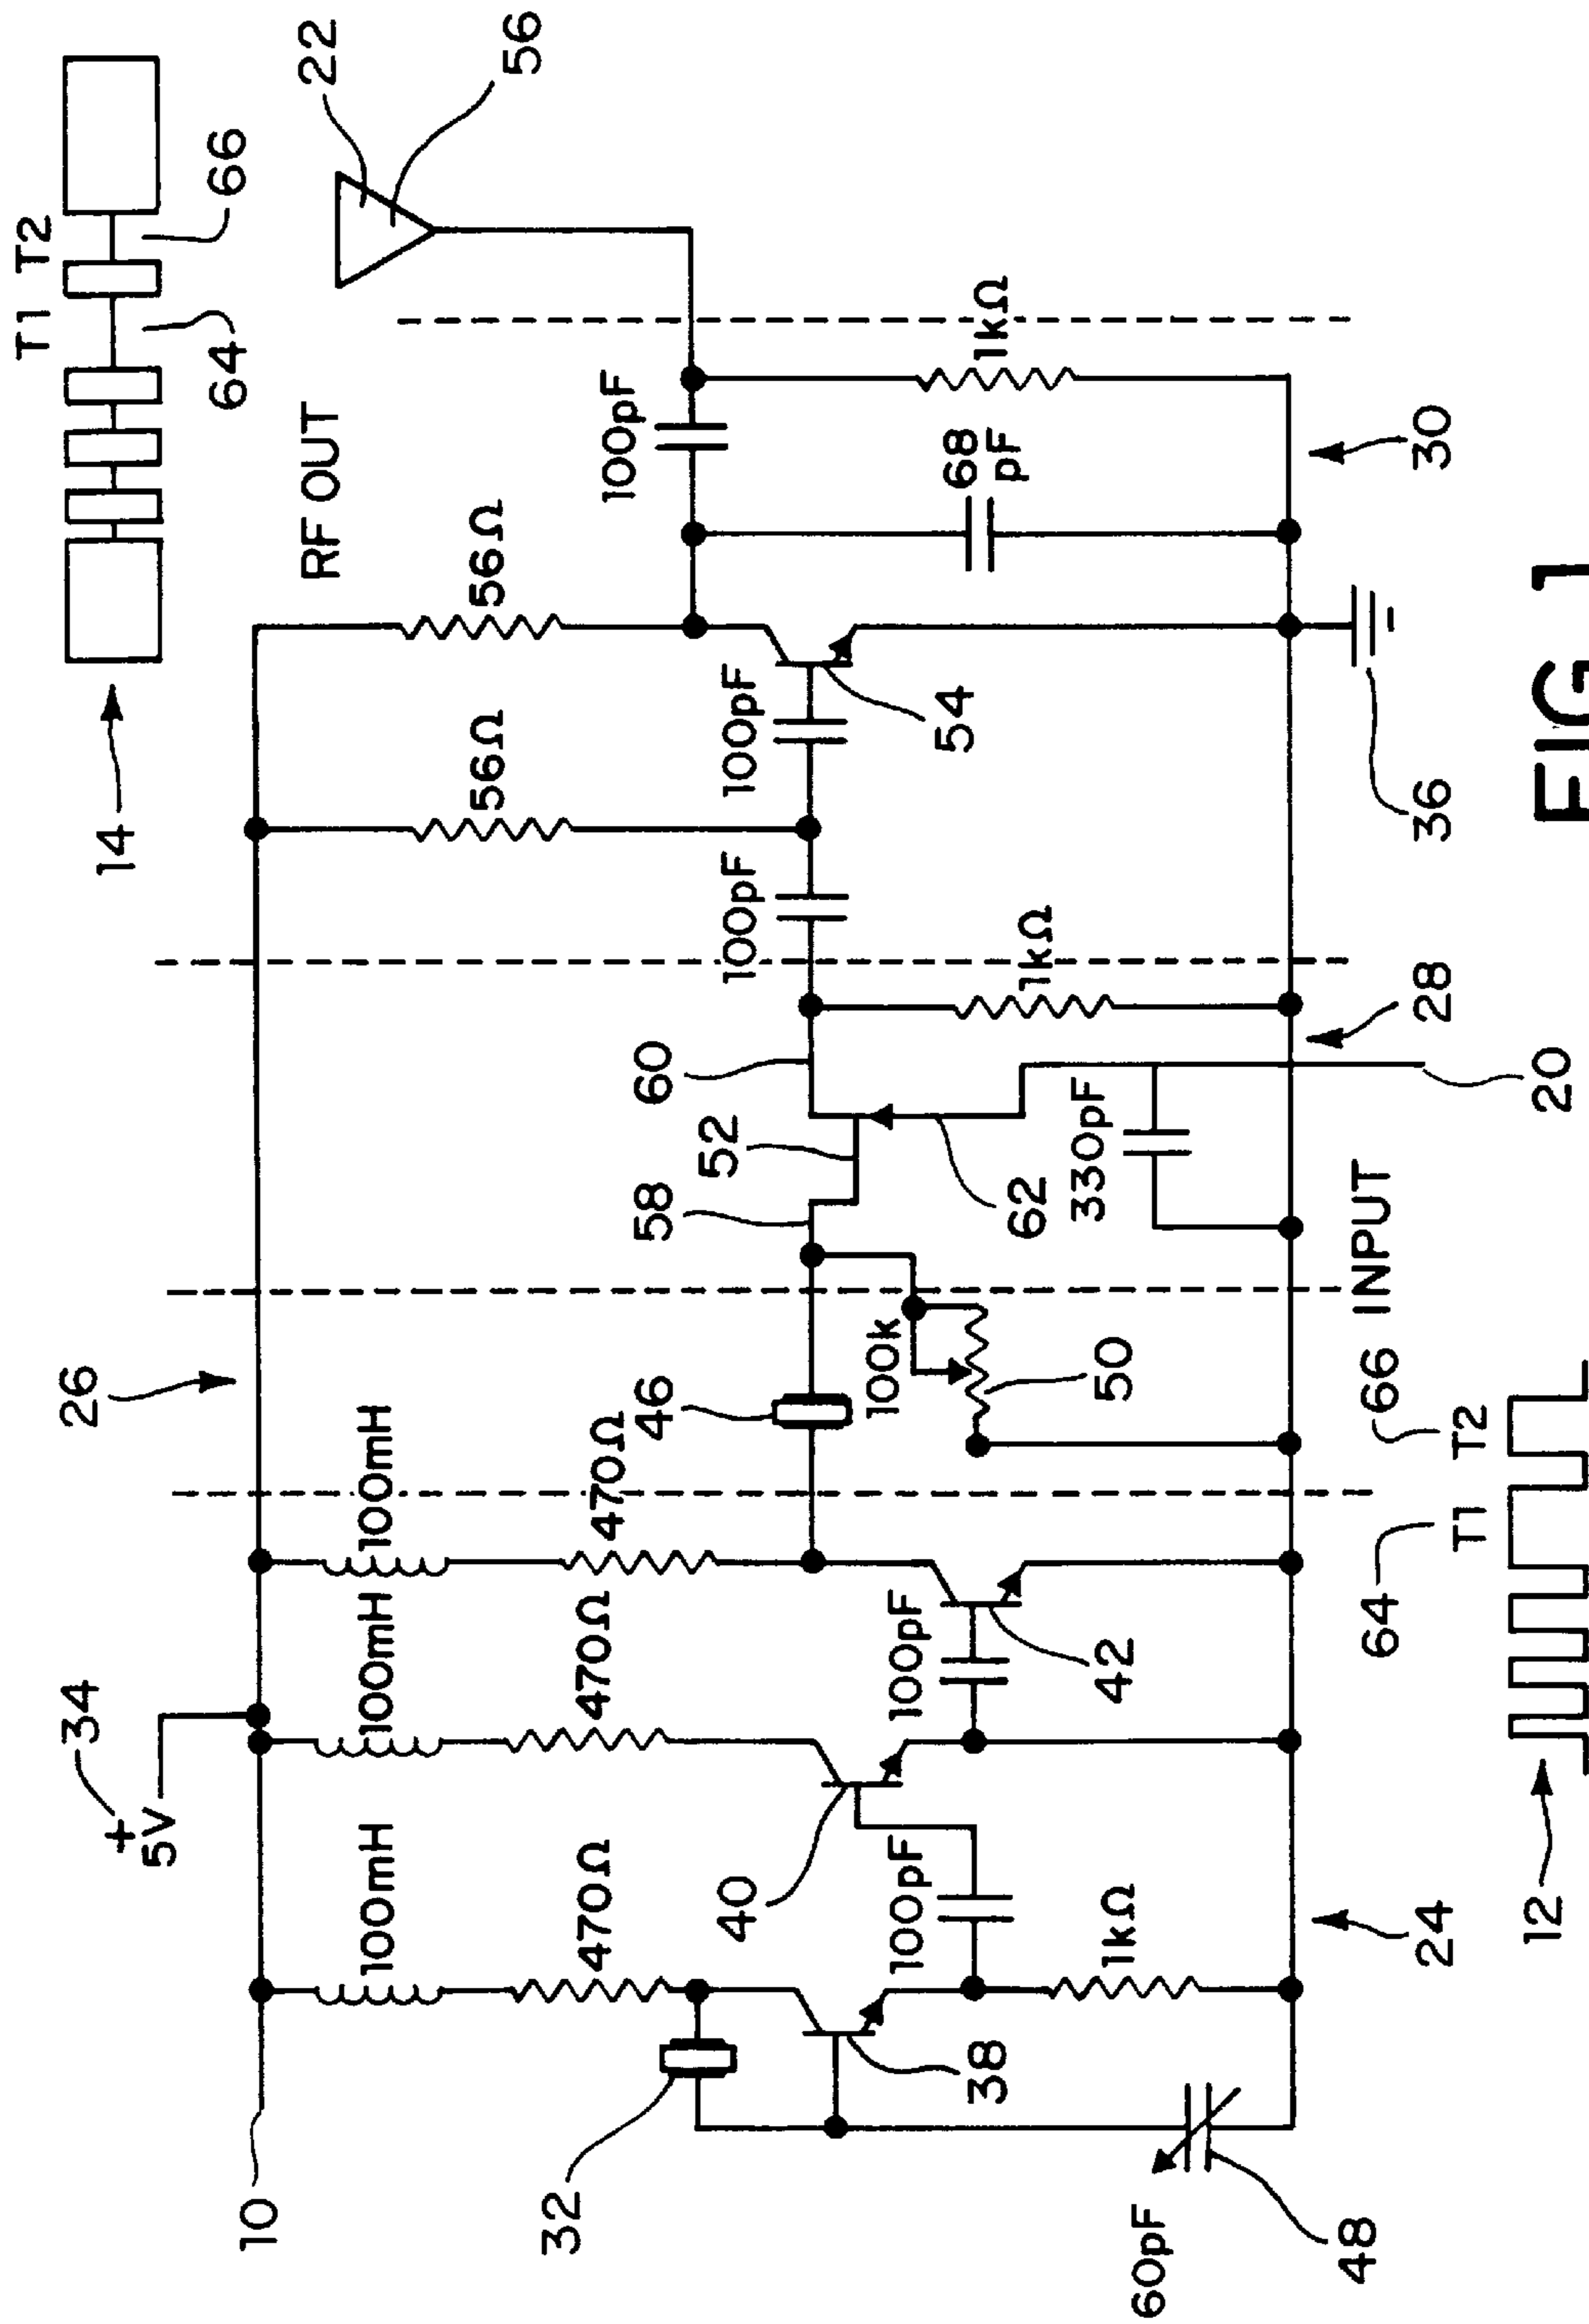 14
T1 T2
64
66
RF OUT
22
56
26
34
+
5V
10
100mH
100mH
100mH
470Ω
470Ω
470Ω
56Ω
56Ω
32
46
58
52
60
100pF
100pF
100pF
40
100k
54
38
100pF
100pF
42
50
62
330pF
1kΩ
68
pF
1kΩ
1kΩ
60pF
48
24
12
64
66
T1
T2
INPUT
20
28
36
30
FIG 1